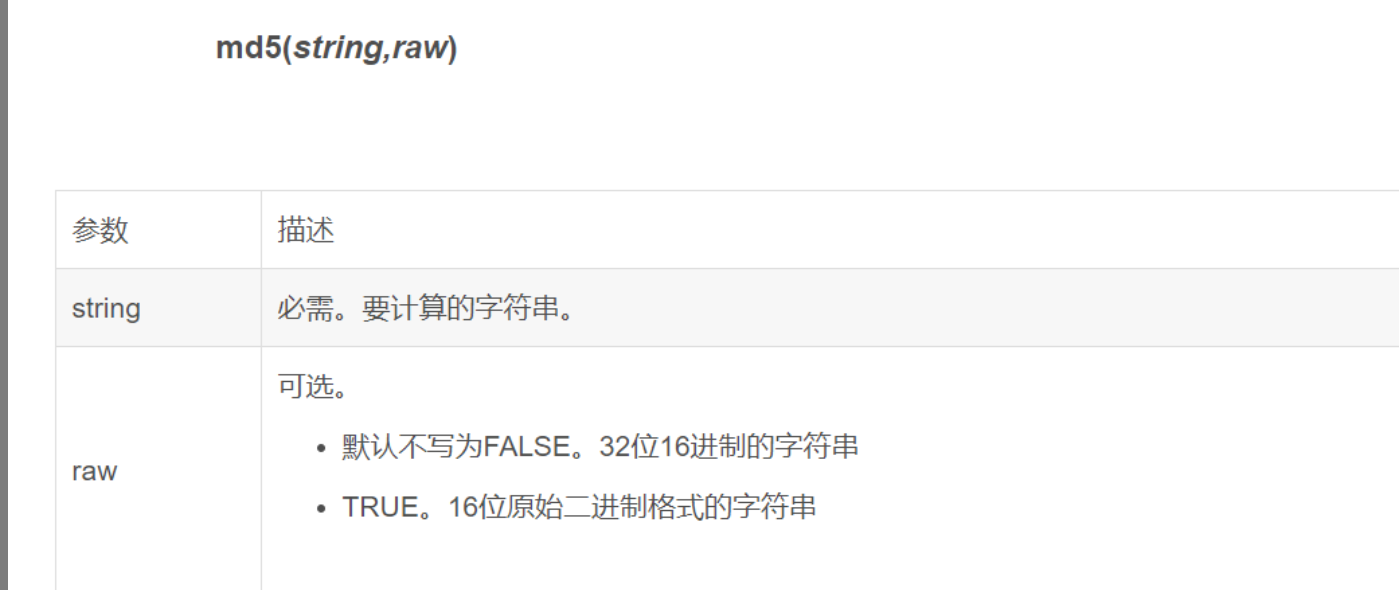 md5(string,raw)
参数
描述
string
必需。要计算的字符串。
raw
可选。
• 默认不写为FALSE。32位16进制的字符串
• TRUE。16位原始二进制格式的字符串